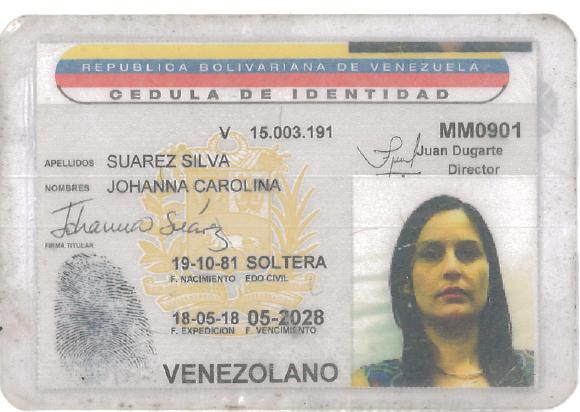 REPUBLICA BOLIVARIANA DE VENEZUELA
CEDULA DE IDENTIDAD
V 15.003.191
MM0901
Juan Dugarte
Director
APELLIDOS SUAREZ SILVA
NOMBRES JOHANNA CAROLINA
Johanna Suárez
FIRMA TITULAR
19-10-81 SOLTERA
F. NACIMIENTO EDO CIVIL
18-05-18 05-2028
F. EXPEDICION F. VENCIMIENTO
VENEZOLANO